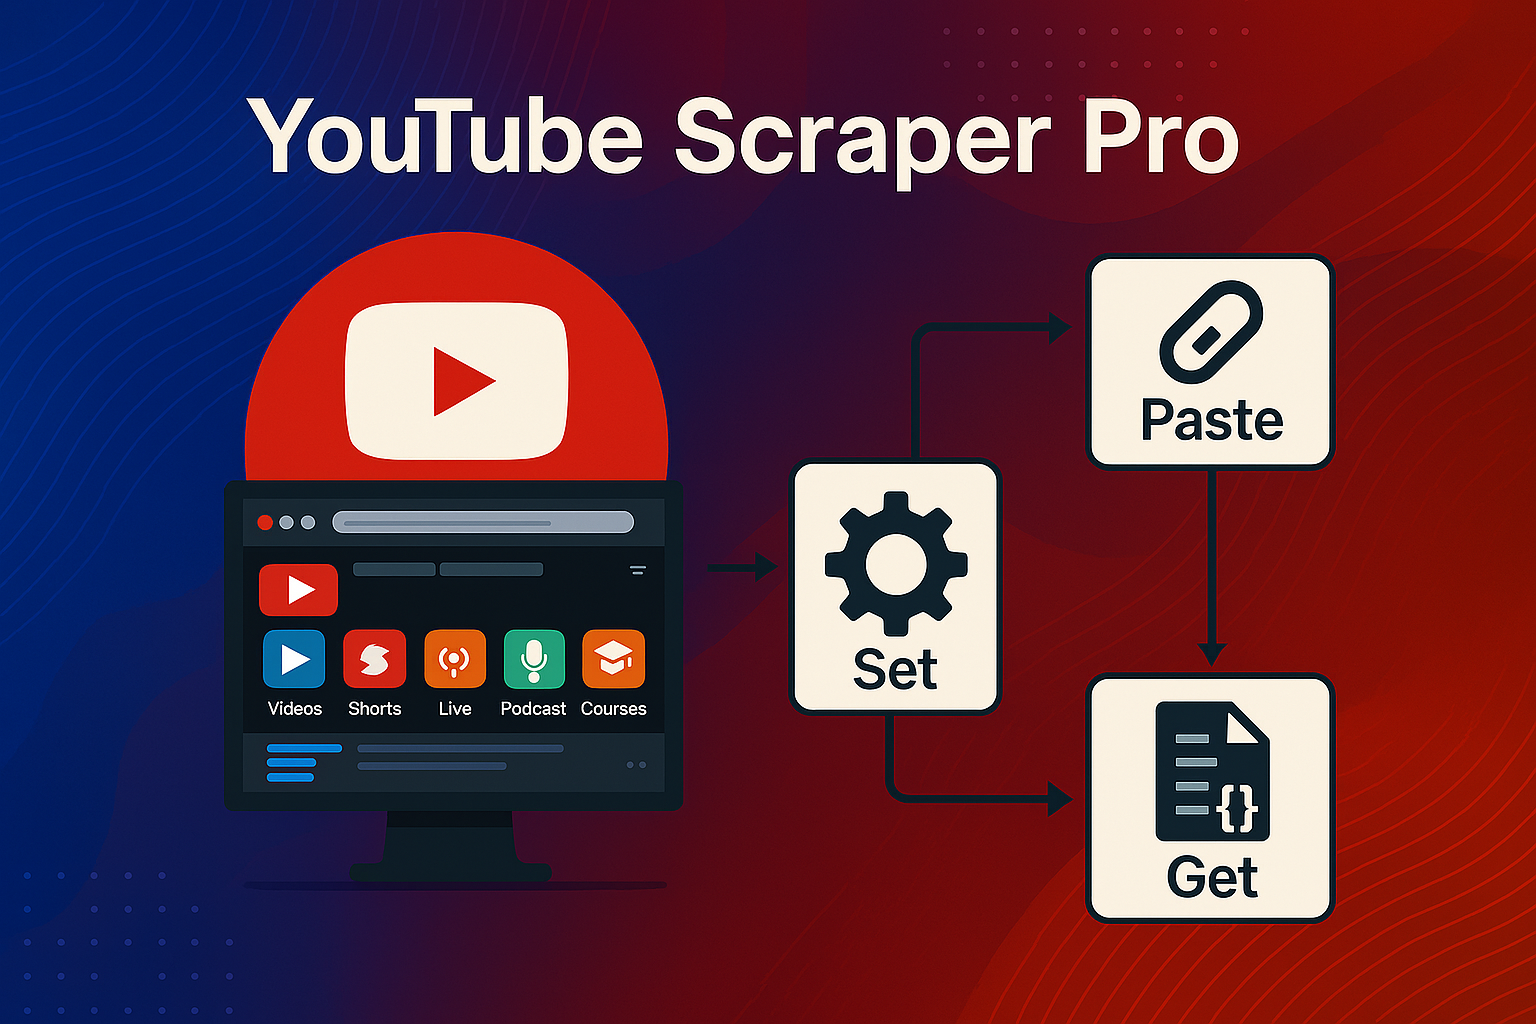 YouTube Scraper Pro
Videos
Shorts
Live
Podcast
Courses
Set
Paste
{}
Get